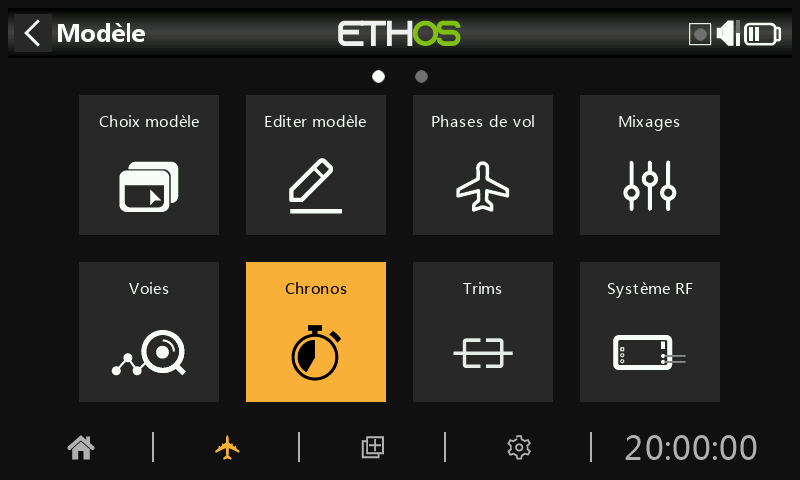 Modèle
ETHOS
Choix modèle
Editer modèle
Phases de vol
Mixages
Voies
Chronos
Trims
Système RF
20:00:00